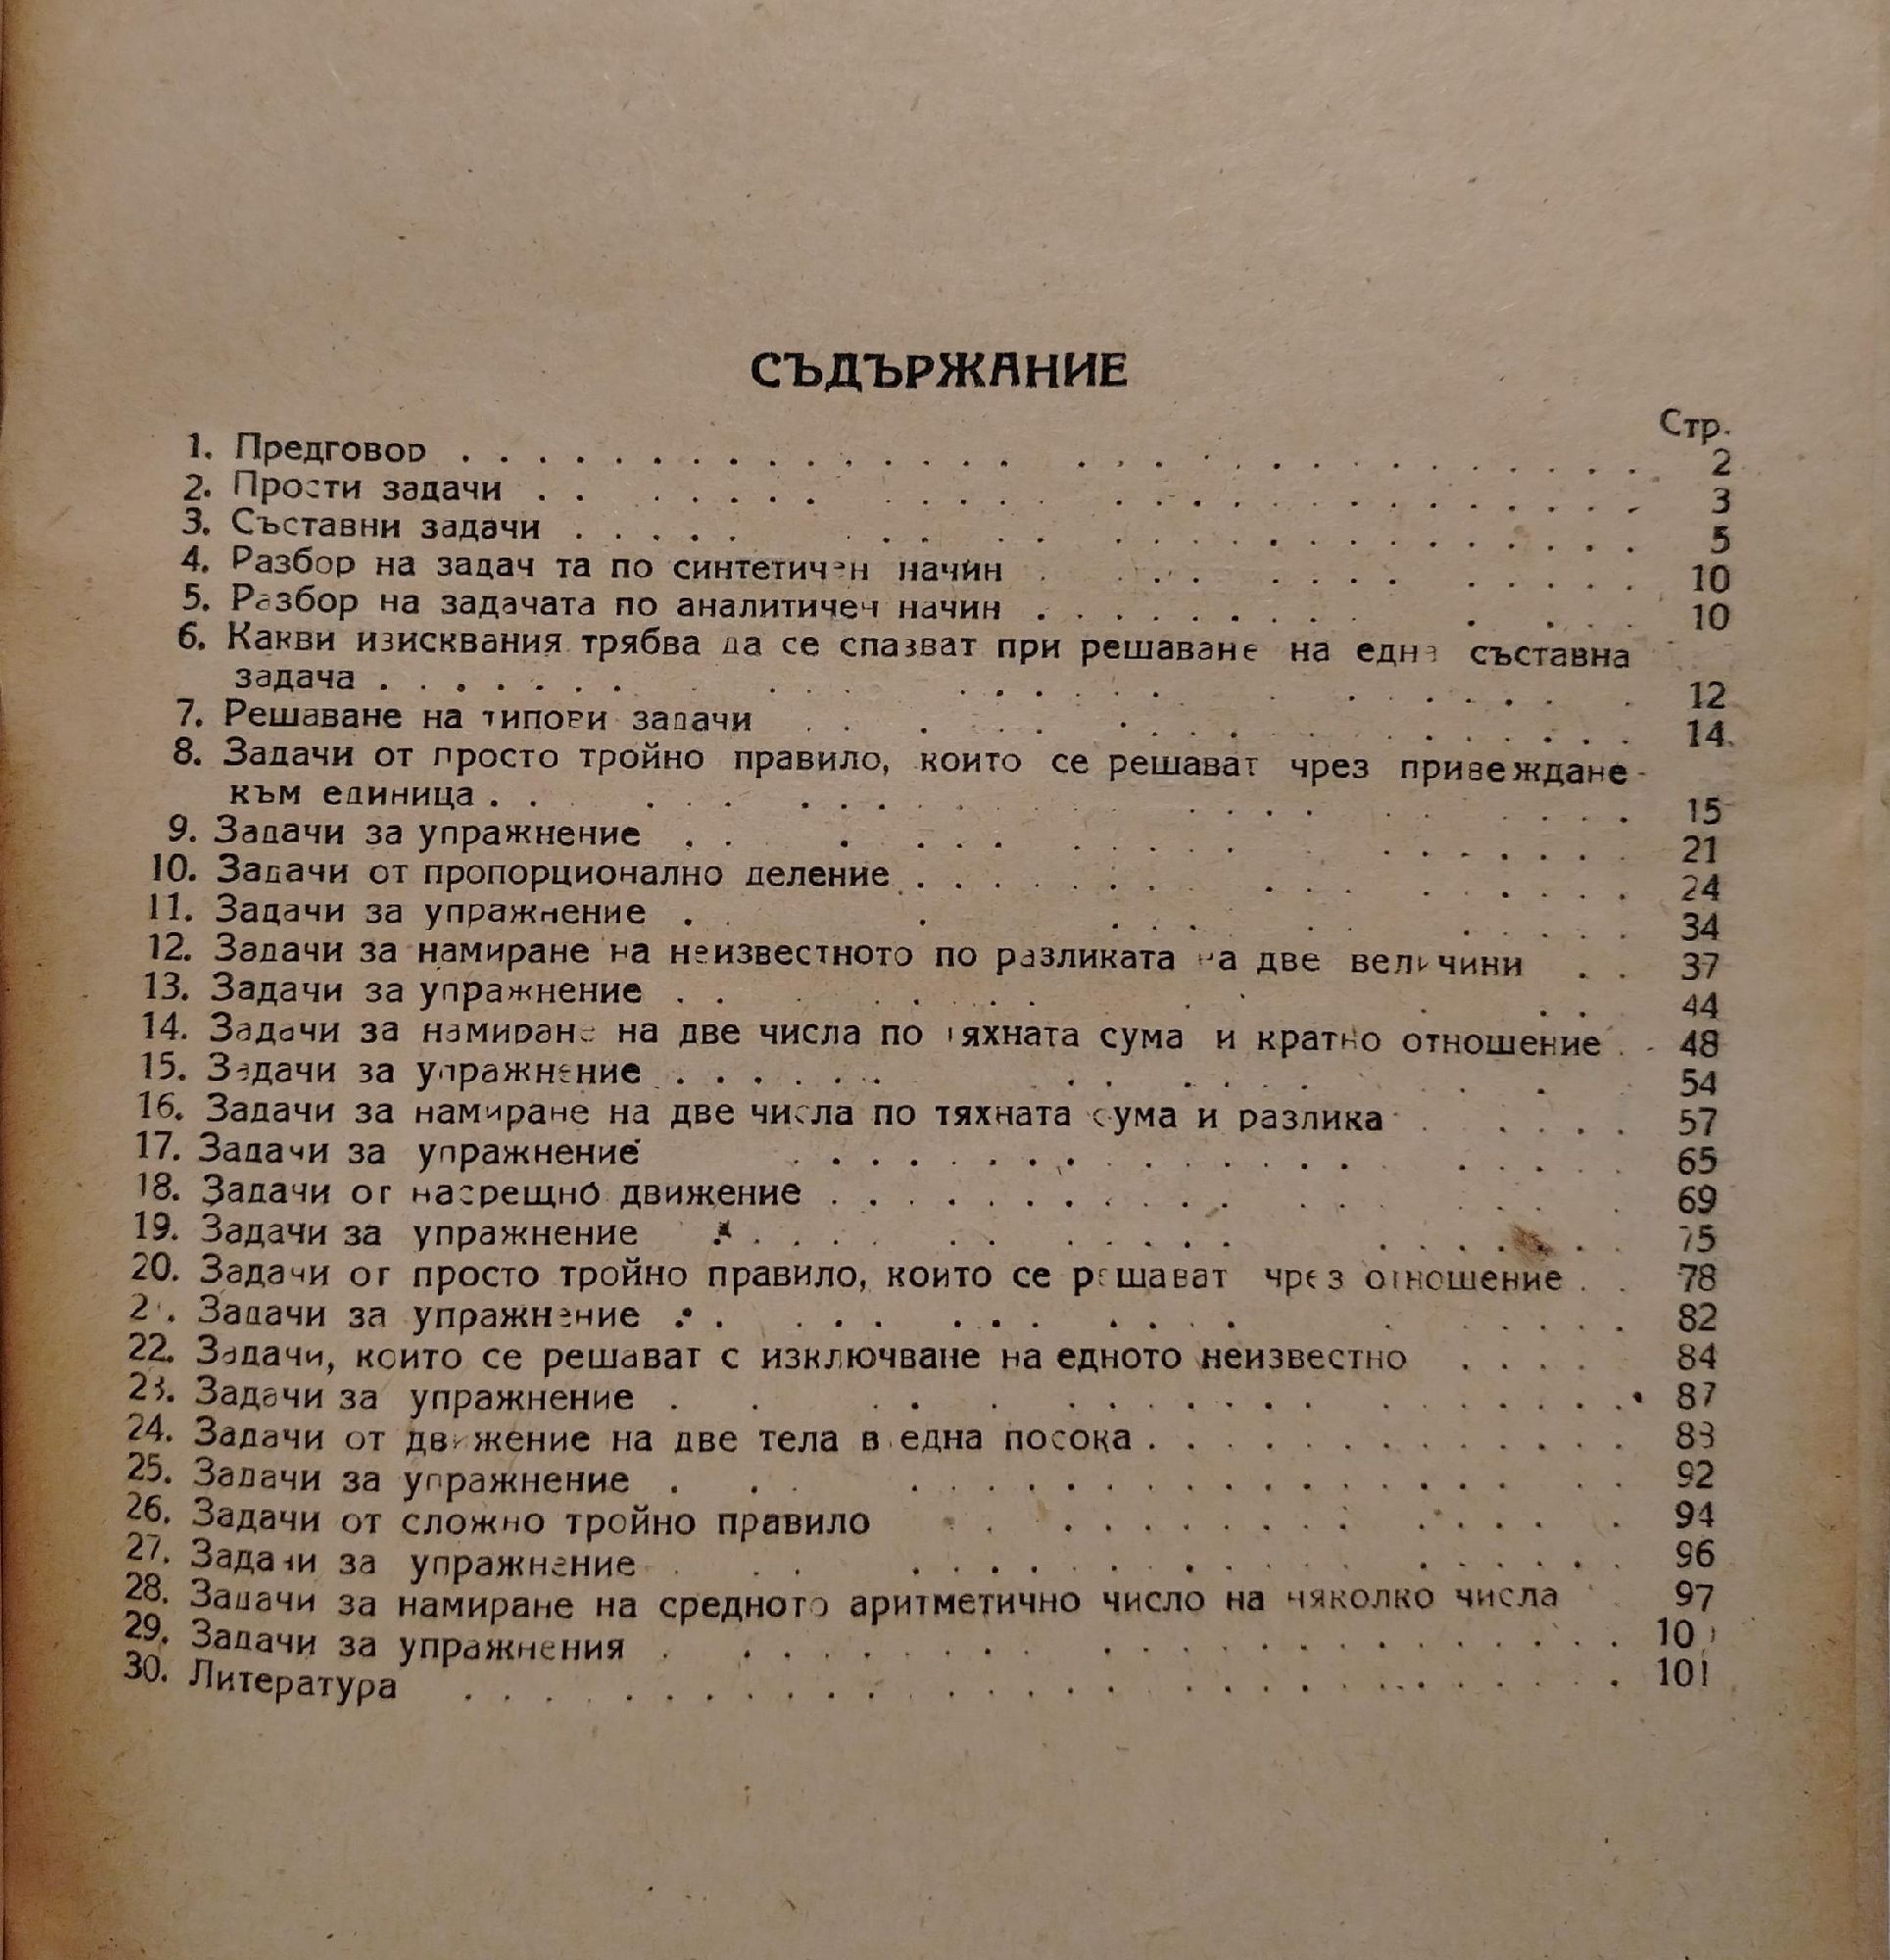 СЪДЪРЖАНИЕ
Стр.
1. Предговор . . . . . . . . . . 2
2. Прости задачи . . . . . . . . . . 3
3. Съставни задачи . . . . . . . . . . 5
4. Разбор на задач та по синтетичен начин . . . . . 10
5. Разбор на задачата по аналитичен начин . . . . . 10
6. Какви изисквания трябва да се спазват при решаване на една съставна
задача . . . . . . . . . . 12
7. Решаване на типови задачи . . . . . . . . 14
8. Задачи от просто тройно правило, които се решават чрез привеждане
към единица . . . . . . . . . . 15
9. Задачи за упражнение . . . . . . . . . . 21
10. Задачи от пропорционално деление . . . . . . . 24
11. Задачи за упражнение . . . . . . . . . . 34
12. Задачи за намиране на неизвестното по разликата на две величини . . 37
13. Задачи за упражнение . . . . . . . . . . 44
14. Задачи за намиране на две числа по тяхната сума и кратно отношение . 48
15. Задачи за упражнение . . . . . . . . . . 54
16. Задачи за намиране на две числа по тяхната сума и разлика . . . . 57
17. Задачи за упражнение . . . . . . . . . . 65
18. Задачи от насрещно движение . . . . . . . . 69
19. Задачи за упражнение . . . . . . . . . . 75
20. Задачи от просто тройно правило, които се решават чрез отношение . . 78
21. Задачи за упражнение . . . . . . . . . . 82
22. Задачи, които се решават с изключване на едното неизвестно . . . . 84
23. Задачи за упражнение . . . . . . . . . . 87
24. Задачи от движение на две тела в една посока . . . . . . 88
25. Задачи за упражнение . . . . . . . . . . 92
26. Задачи от сложно тройно правило . . . . . . . . 94
27. Задачи за упражнение . . . . . . . . . . 96
28. Задачи за намиране на средното аритметично число на няколко числа 97
29. Задачи за упражнения . . . . . . . . . . 100
30. Литература . . . . . . . . . . 101